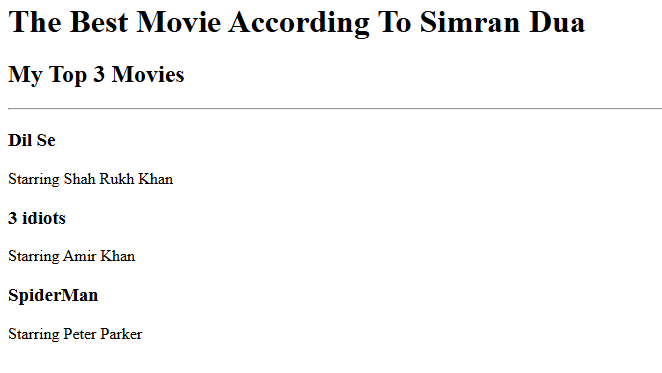 The Best Movie According To Simran Dua
My Top 3 Movies
Dil Se
Starring Shah Rukh Khan
3 idiots
Starring Amir Khan
SpiderMan
Starring Peter Parker